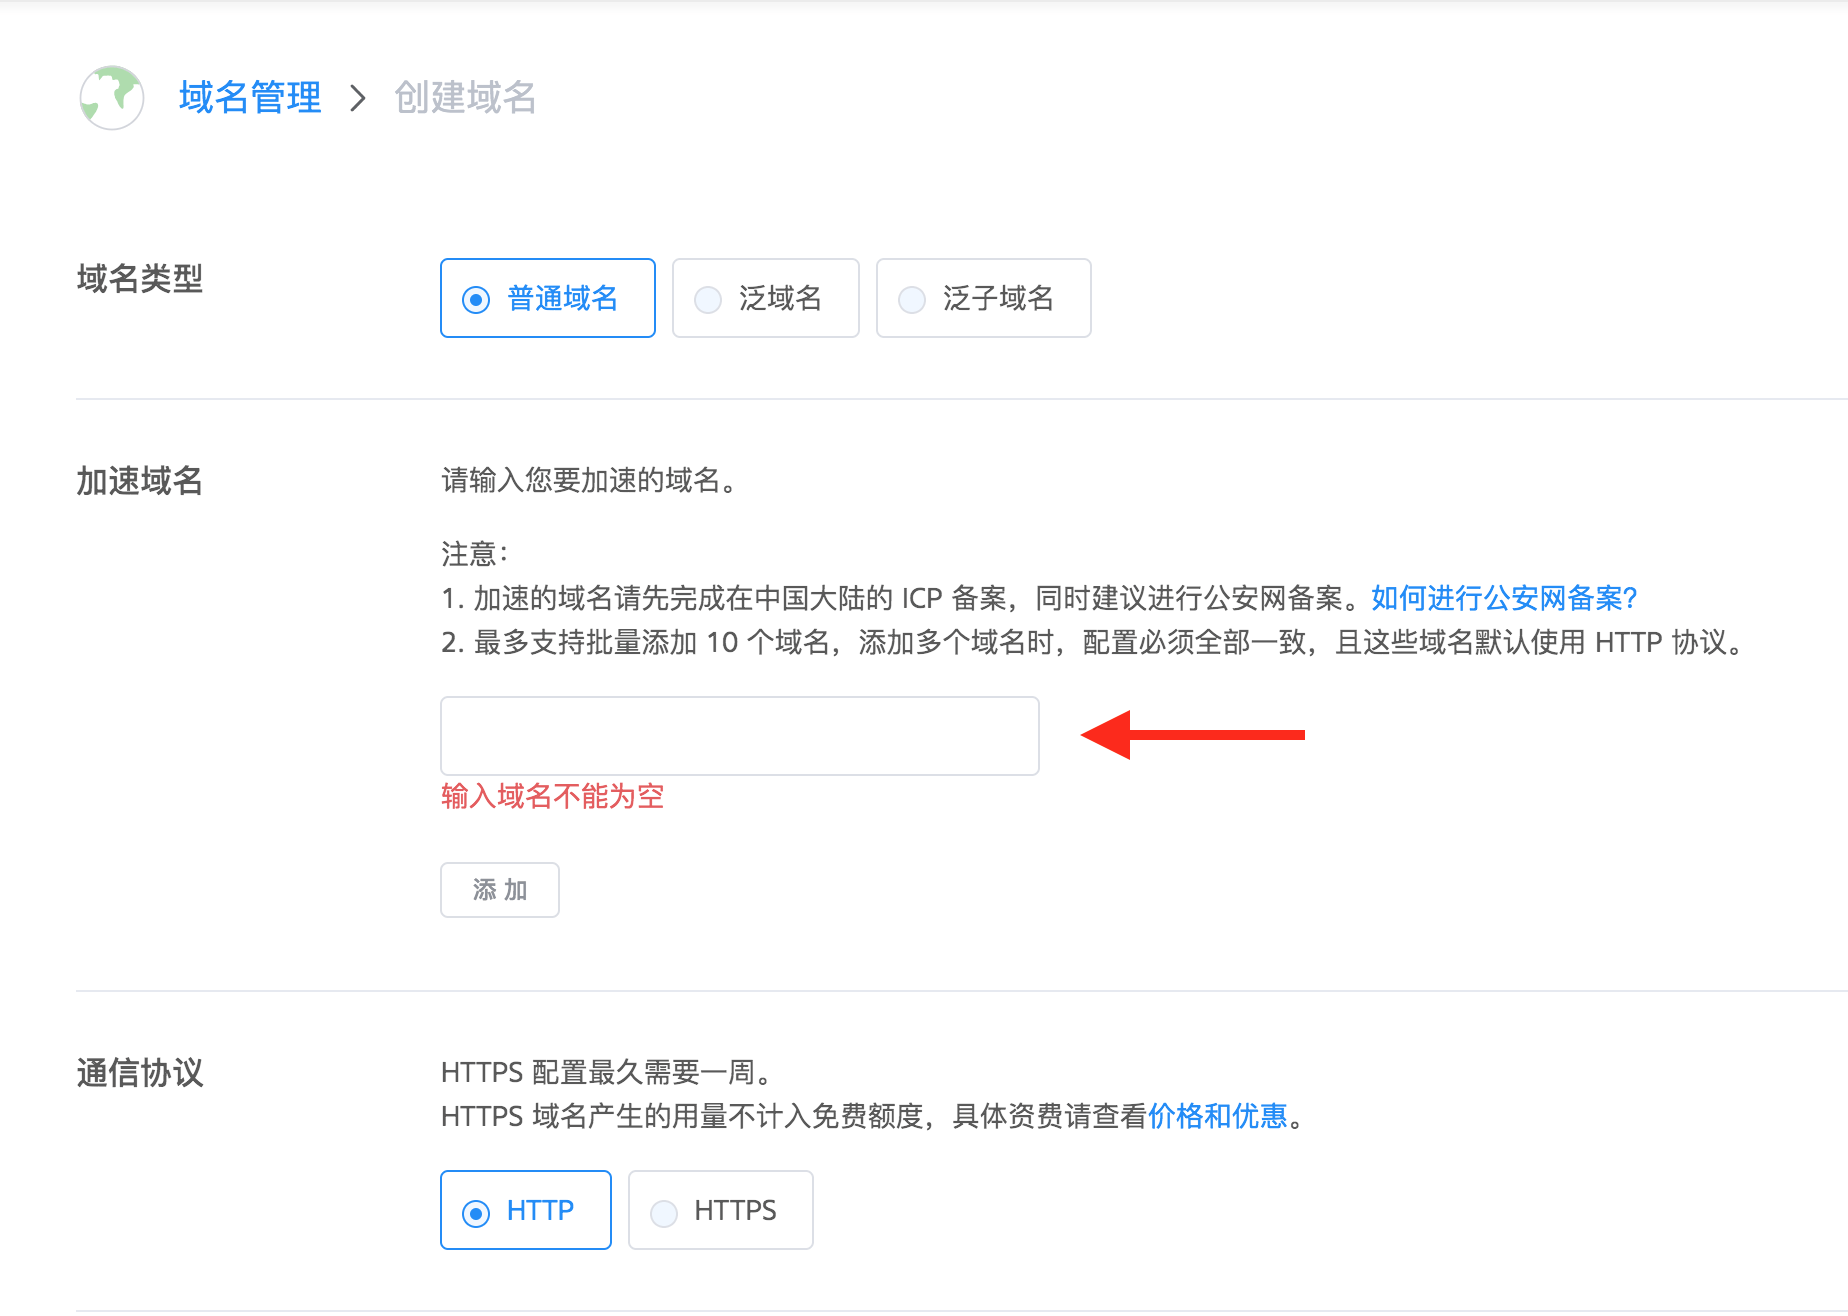 域名管理 > 创建域名
域名类型
普通域名 泛域名 泛子域名
加速域名
请输入您要加速的域名。
注意：
1. 加速的域名请先完成在中国大陆的 ICP 备案，同时建议进行公安网备案。如何进行公安网备案？
2. 最多支持批量添加 10 个域名，添加多个域名时，配置必须全部一致，且这些域名默认使用 HTTP 协议。
输入域名不能为空
添 加
通信协议
HTTPS 配置最久需要一周。
HTTPS 域名产生的用量不计入免费额度，具体资费请查看价格和优惠。
HTTP HTTPS